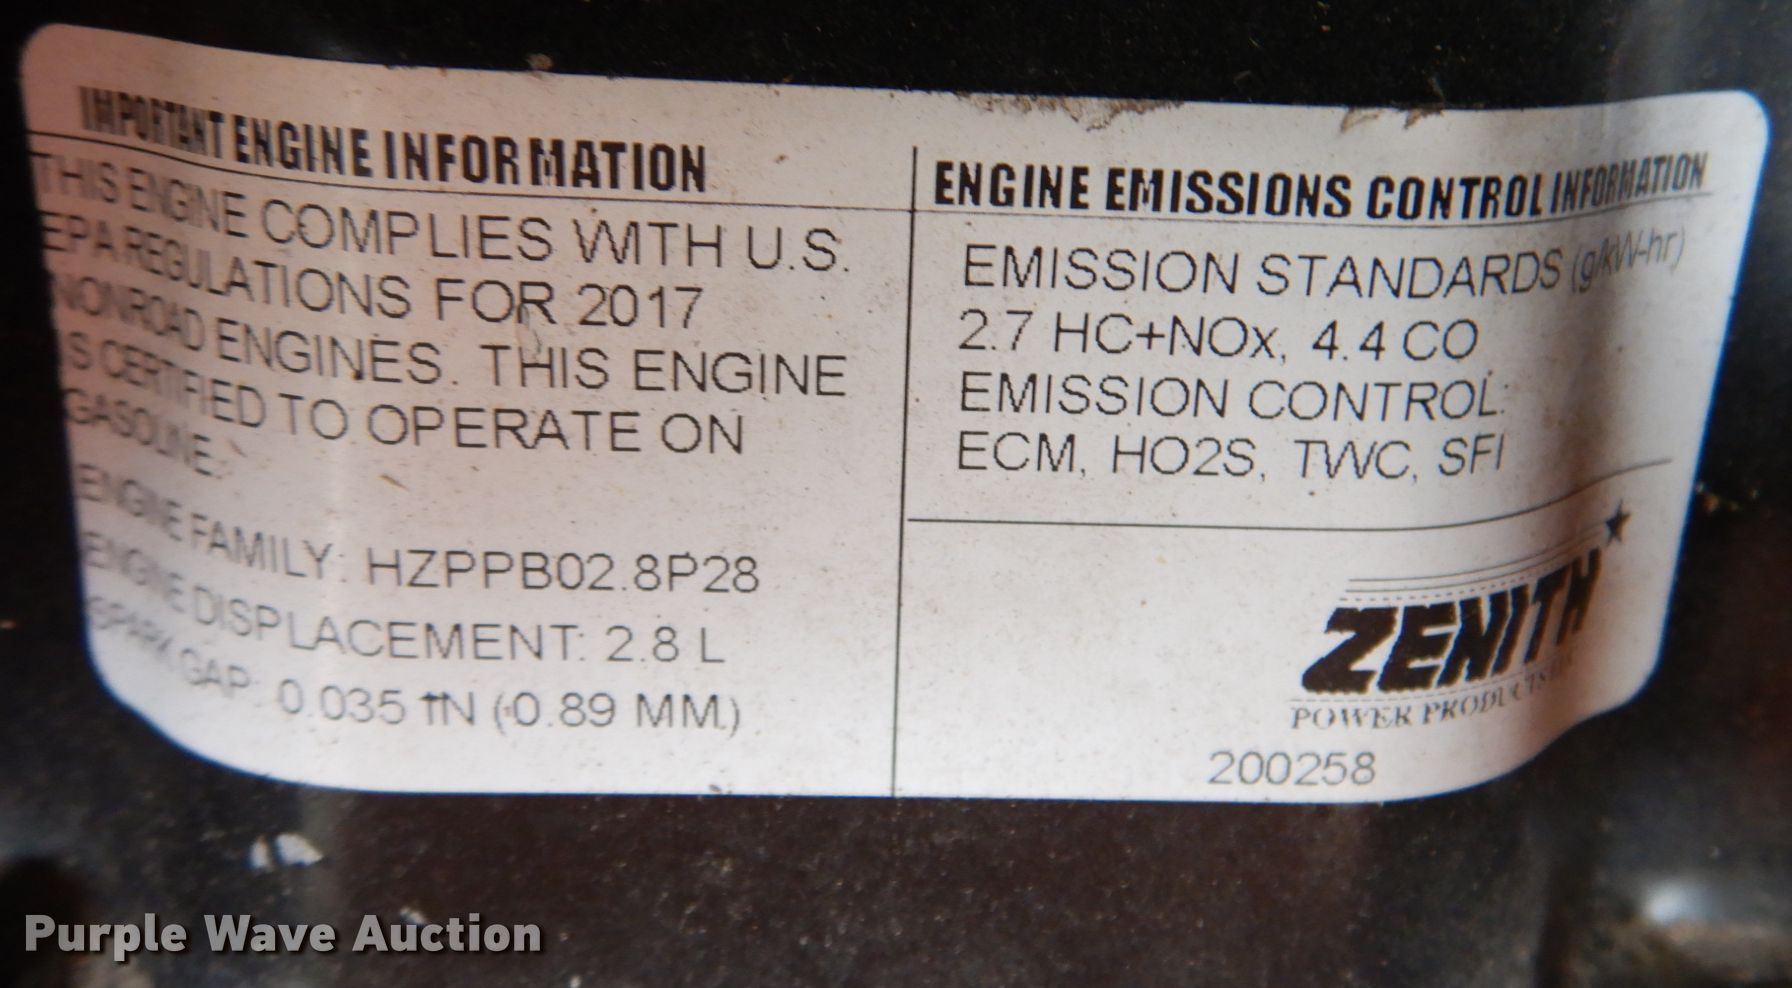 IMPORTANT ENGINE INFORMATION
THIS ENGINE COMPLIES WITH U.S.
EPA REGULATIONS FOR 2017
NONROAD ENGINES. THIS ENGINE
IS CERTIFIED TO OPERATE ON
GASOLINE.
ENGINE FAMILY: HZPPB02.8P28
ENGINE DISPLACEMENT: 2.8 L
SPARK GAP: 0.035 IN (0.89 MM.)
ENGINE EMISSIONS CONTROL INFORMATION
EMISSION STANDARDS (g/kW-hr)
2.7 HC+NOx, 4.4 CO
EMISSION CONTROL:
ECM, HO2S, TWC, SFI
ZENITH
POWER PRODUCTS
200258
Purple Wave Auction